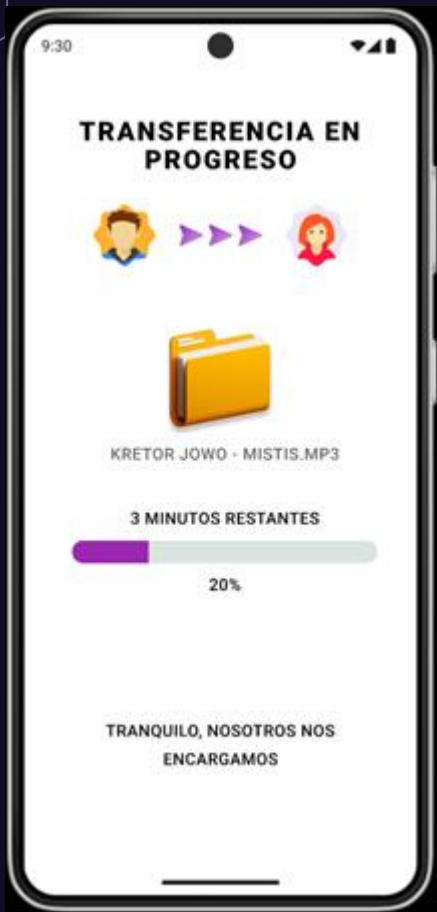 9:30
TRANSFERENCIA EN
PROGRESO
KRETOR JOWO - MISTIS.MP3
3 MINUTOS RESTANTES
20%
TRANQUILO, NOSOTROS NOS
ENCARGAMOS